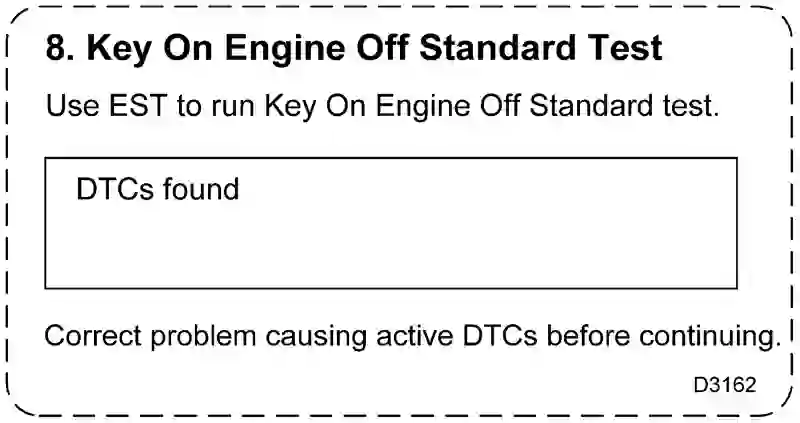 8. Key On Engine Off Standard Test
Use EST to run Key On Engine Off Standard test.
DTCs found
Correct problem causing active DTCs before continuing.
D3162